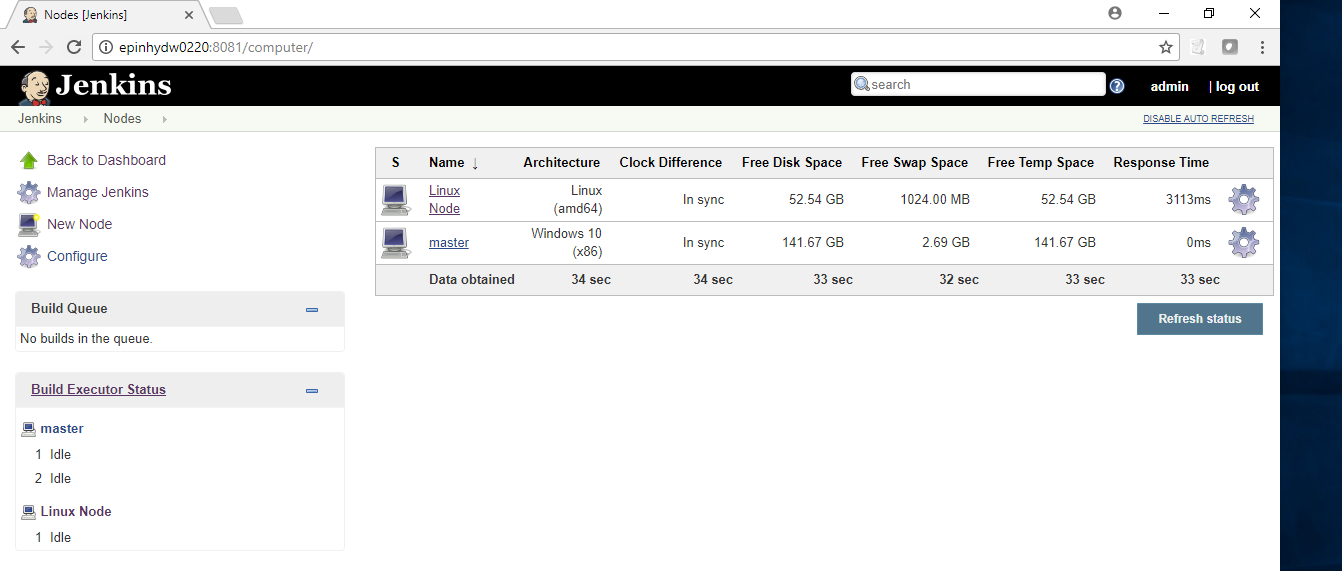 Nodes [Jenkins]
epinhydw0220:8081/computer/
Jenkins
search
admin
| log out
Jenkins Nodes
DISABLE AUTO REFRESH
Back to Dashboard
Manage Jenkins
New Node
Configure
Build Queue
No builds in the queue.
Build Executor Status
master
1 Idle
2 Idle
Linux Node
1 Idle
S Name ↓ Architecture Clock Difference Free Disk Space Free Swap Space Free Temp Space Response Time
Linux Node Linux (amd64) In sync 52.54 GB 1024.00 MB 52.54 GB 3113ms
master Windows 10 (x86) In sync 141.67 GB 2.69 GB 141.67 GB 0ms
Data obtained 34 sec 34 sec 33 sec 32 sec 33 sec 33 sec
Refresh status